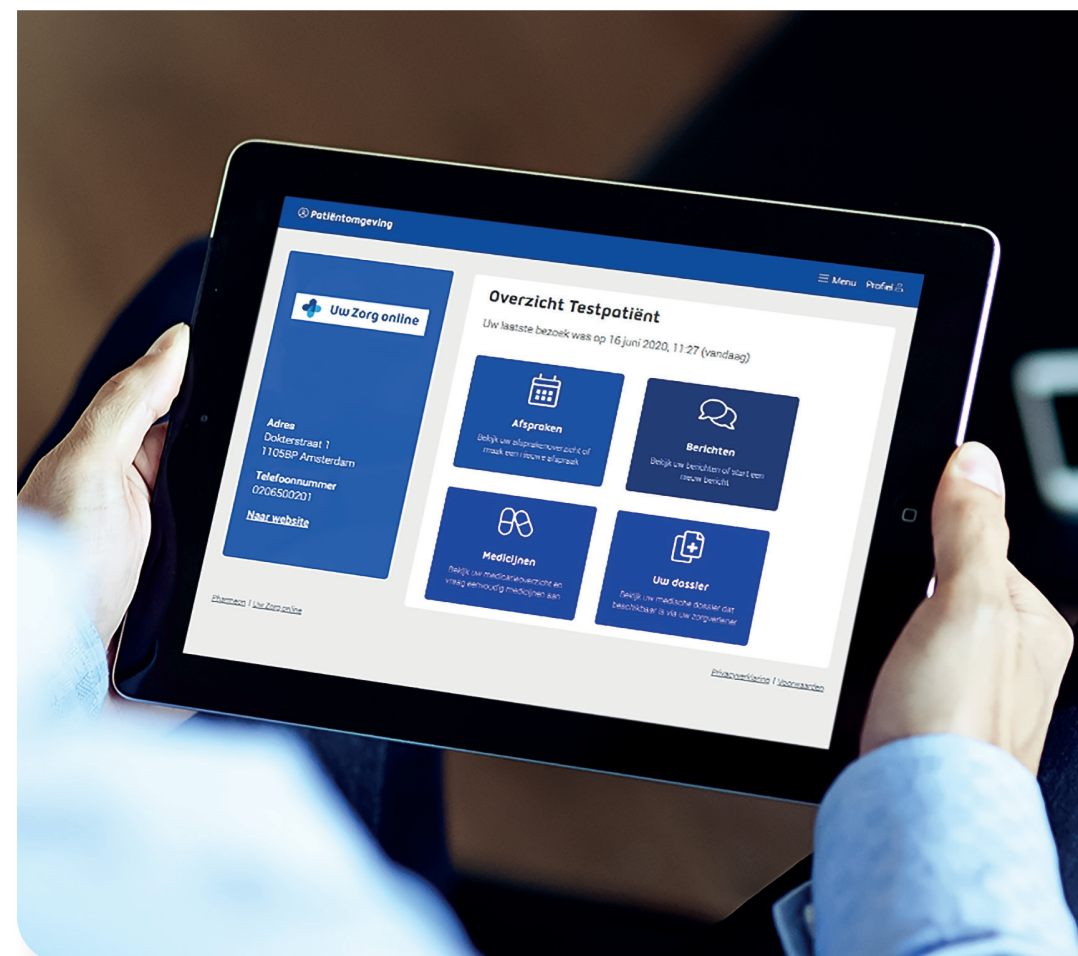 Patiëntomgeving
Menu Profiel
Uw Zorg online
Adres
Dokterstraat 1
1105BP Amsterdam
Telefoonnummer
0206500201
Naar website
Overzicht Testpatiënt
Uw laatste bezoek was op 16 juni 2020, 11:27 (vandaag)
Afspraken
Bekijk uw afsprakenoverzicht of
maak een nieuwe afspraak
Berichten
Bekijk uw berichten of start een
nieuw bericht
Medicijnen
Bekijk uw medicatieoverzicht en
vraag eenvoudig medicijnen aan
Uw dossier
Bekijk uw medische dossier dat
beschikbaar is via uw zorgverlener
Pharmeon | Uw Zorg online
Privacyverklaring | Voorwaarden